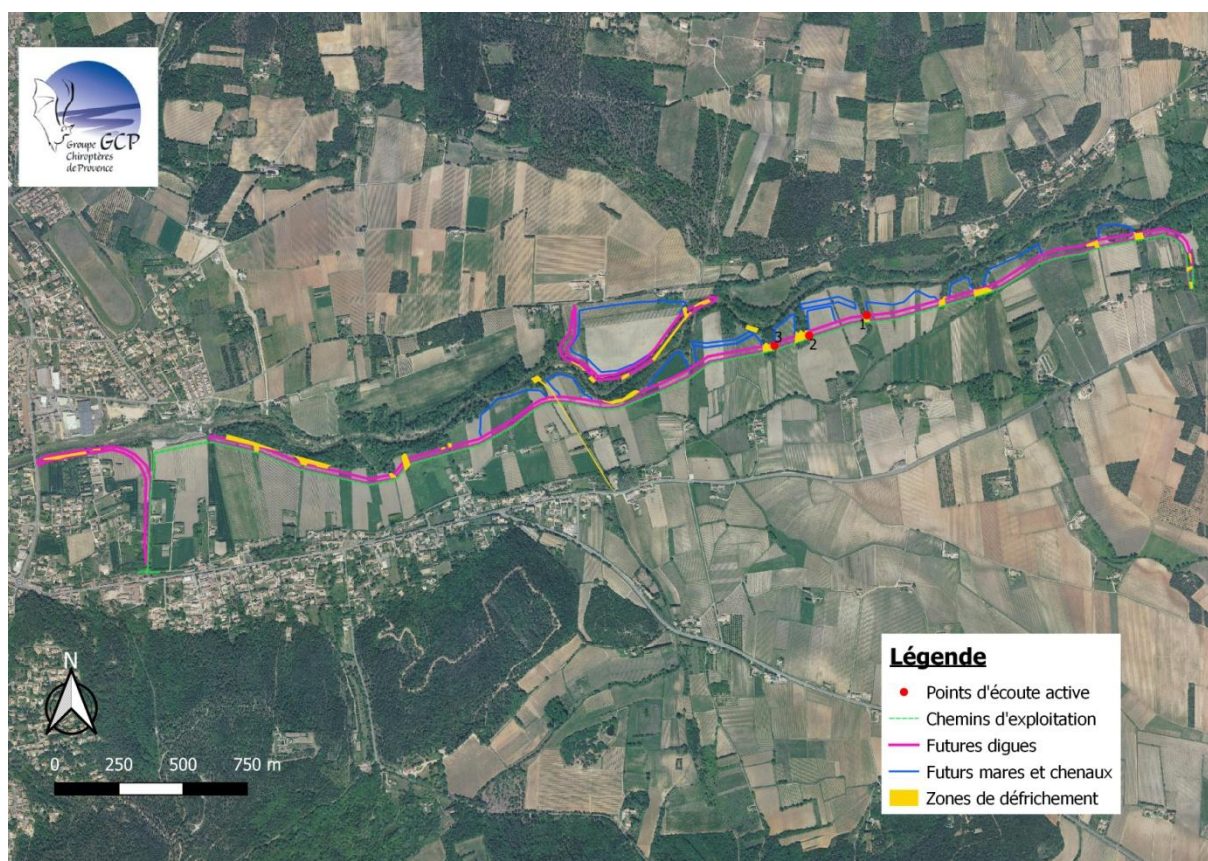 Groupe GCP
Chiroptères
de Provence
1
2
3
N
0 250 500 750 m
Légende
Points d'écoute active
Chemins d'exploitation
Futures digues
Futurs mares et chenaux
Zones de défrichement